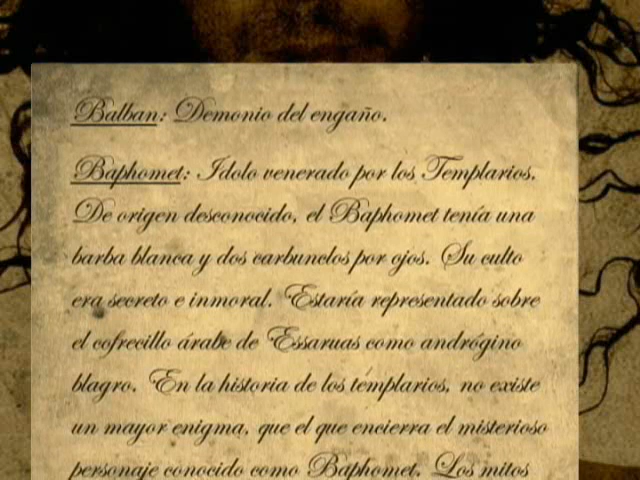 Balban: Demonio del engaño.
Baphomet: Idolo venerado por los Templarios.
De origen desconocido, el Baphomet tenía una
barba blanca y dos carbunclos por ojos. Su culto
era secreto e inmoral. Estaría representado sobre
el cofrecillo árabe de Essaruas como andrógino
blagro. En la historia de los templarios, no existe
un mayor enigma, que el que encierra el misterioso
personaje conocido como Baphomet. Los mitos